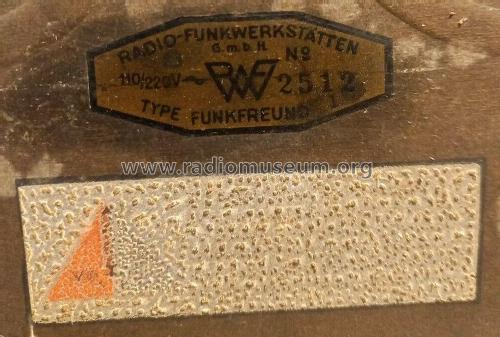 RADIO-FUNKWERKSTÄTTEN
G.m.b.H. Nº
110/220V~ 2512
TYPE FUNKFREUND
www.radiomuseum.org